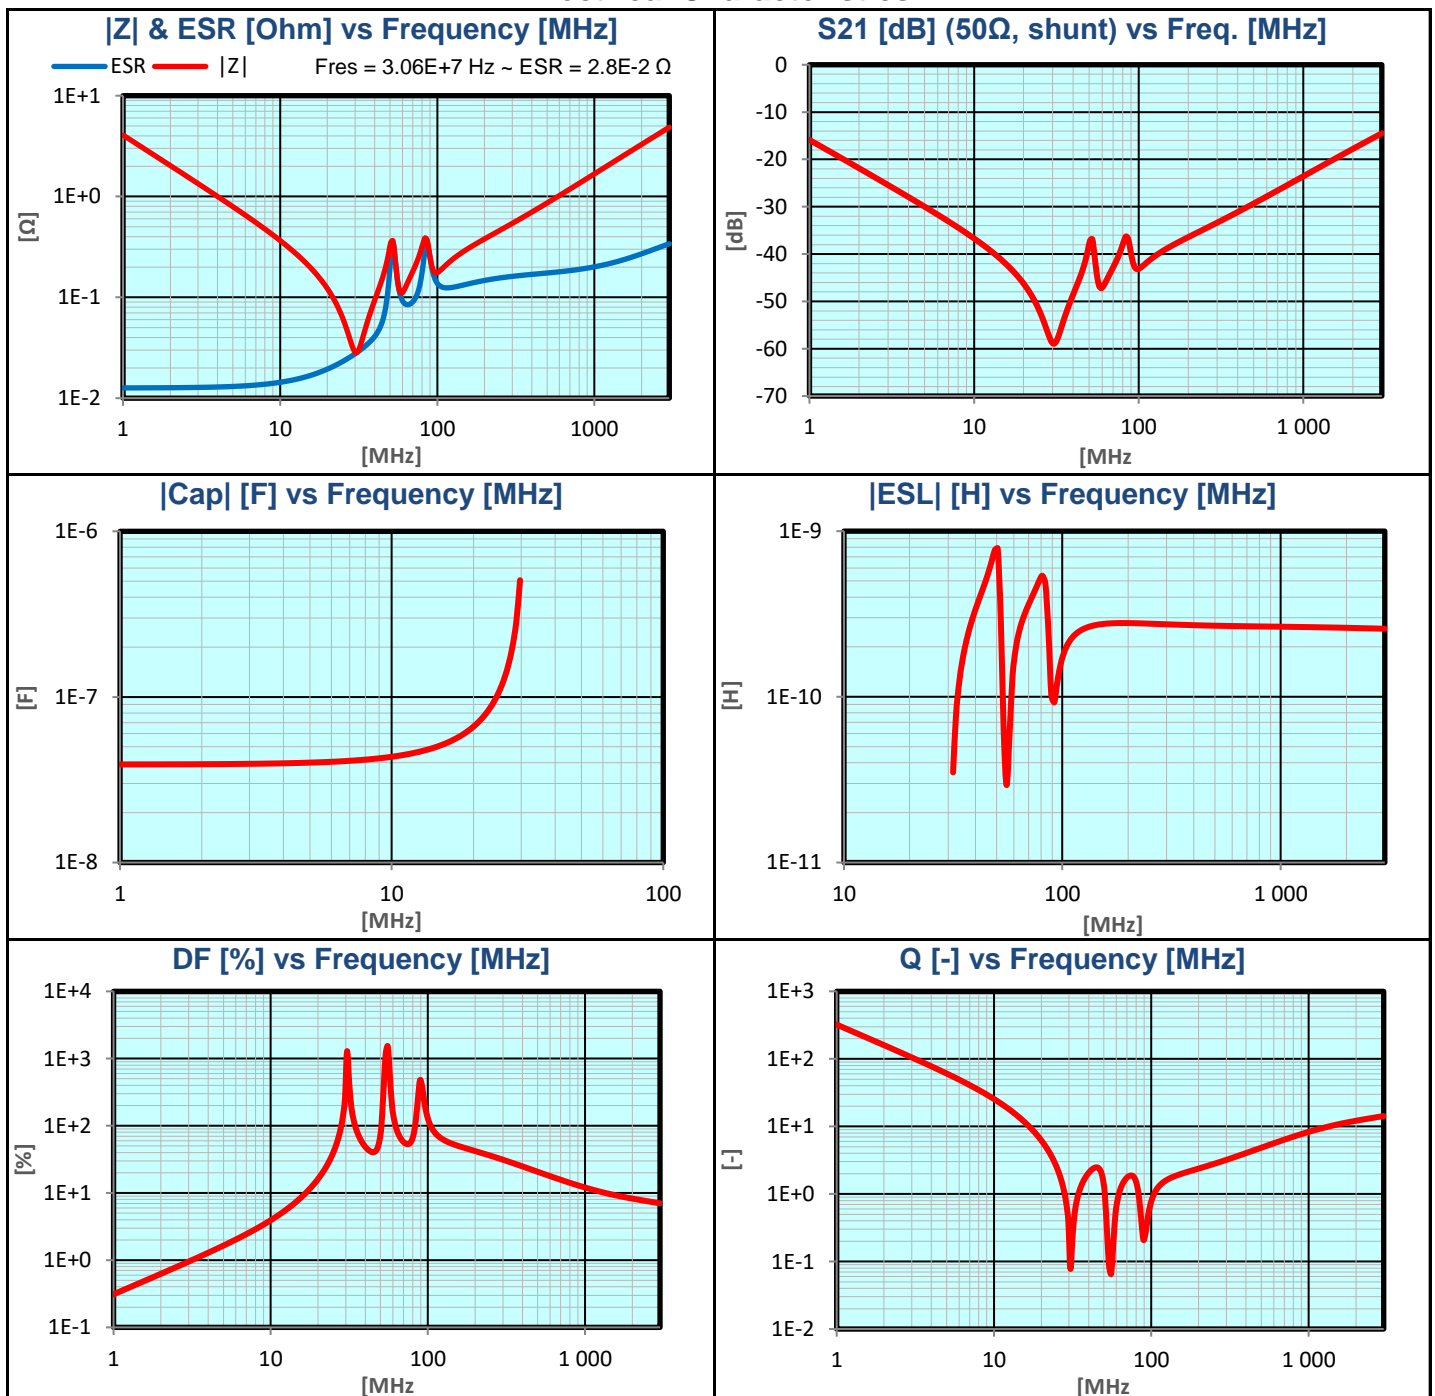 |Z| & ESR [Ohm] vs Frequency [MHz]
ESR |Z| Fres = 3.06E+7 Hz ~ ESR = 2.8E-2 Ω
1E+1
1E+0
1E-1
1E-2
[Ω]
1 10 100 1000
[MHz]
S21 [dB] (50Ω, shunt) vs Freq. [MHz]
0
-10
-20
-30
-40
-50
-60
-70
[dB]
1 10 100 1 000
[MHz
|Cap| [F] vs Frequency [MHz]
1E-6
1E-7
1E-8
[F]
1 10 100
[MHz]
|ESL| [H] vs Frequency [MHz]
1E-9
1E-10
1E-11
[H]
10 100 1 000
[MHz]
DF [%] vs Frequency [MHz]
1E+4
1E+3
1E+2
1E+1
1E+0
1E-1
[%]
1 10 100 1 000
[MHz
Q [-] vs Frequency [MHz]
1E+3
1E+2
1E+1
1E+0
1E-1
1E-2
[-]
1 10 100 1 000
[MHz